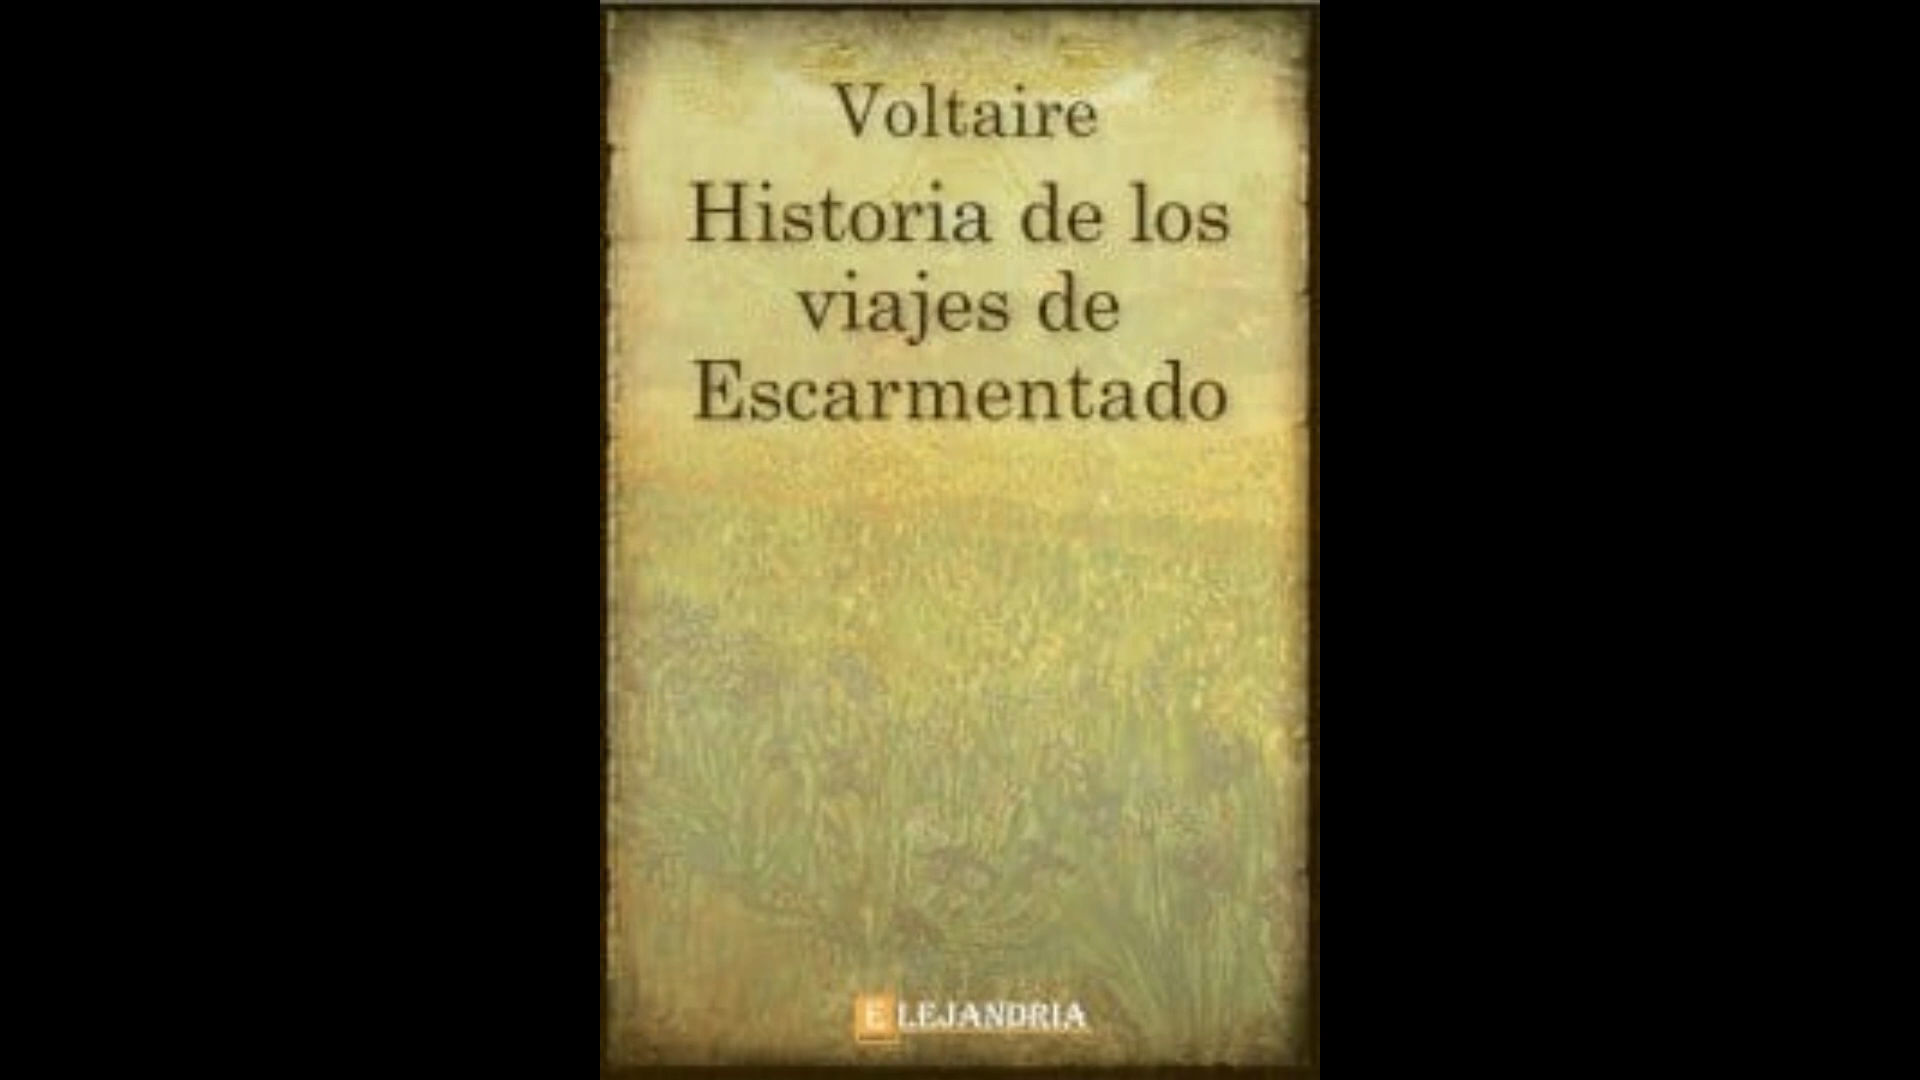 Voltaire
Historia de los
viajes de
Escarmentado
ELEJANDRIA